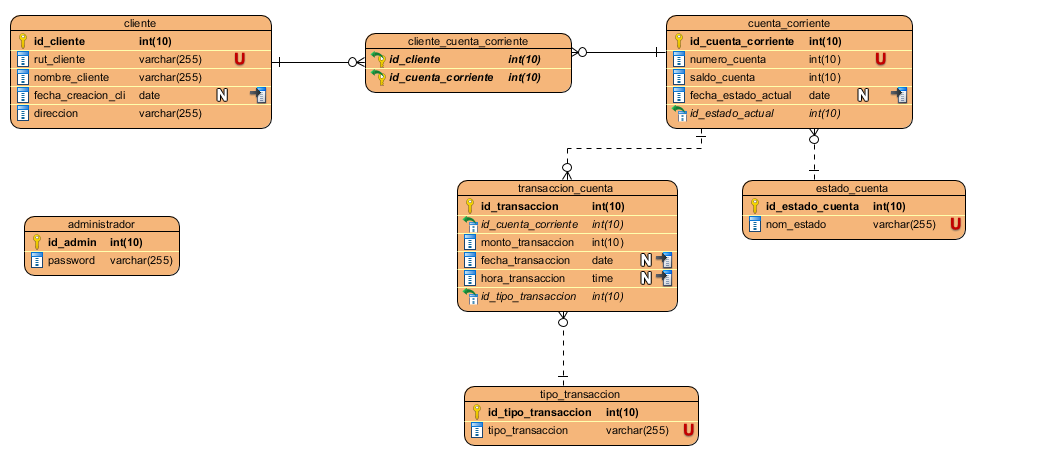 cliente
id_cliente int(10)
rut_cliente varchar(255) U
nombre_cliente varchar(255)
fecha_creacion_cli date N
direccion varchar(255)
cliente_cuenta_corriente
id_cliente int(10)
id_cuenta_corriente int(10)
cuenta_corriente
id_cuenta_corriente int(10)
numero_cuenta int(10) U
saldo_cuenta int(10)
fecha_estado_actual date N
id_estado_actual int(10)
transaccion_cuenta
id_transaccion int(10)
id_cuenta_corriente int(10)
monto_transaccion int(10)
fecha_transaccion date N
hora_transaccion time N
id_tipo_transaccion int(10)
estado_cuenta
id_estado_cuenta int(10)
nom_estado varchar(255) U
administrador
id_admin int(10)
password varchar(255)
tipo_transaccion
id_tipo_transaccion int(10)
tipo_transaccion varchar(255) U